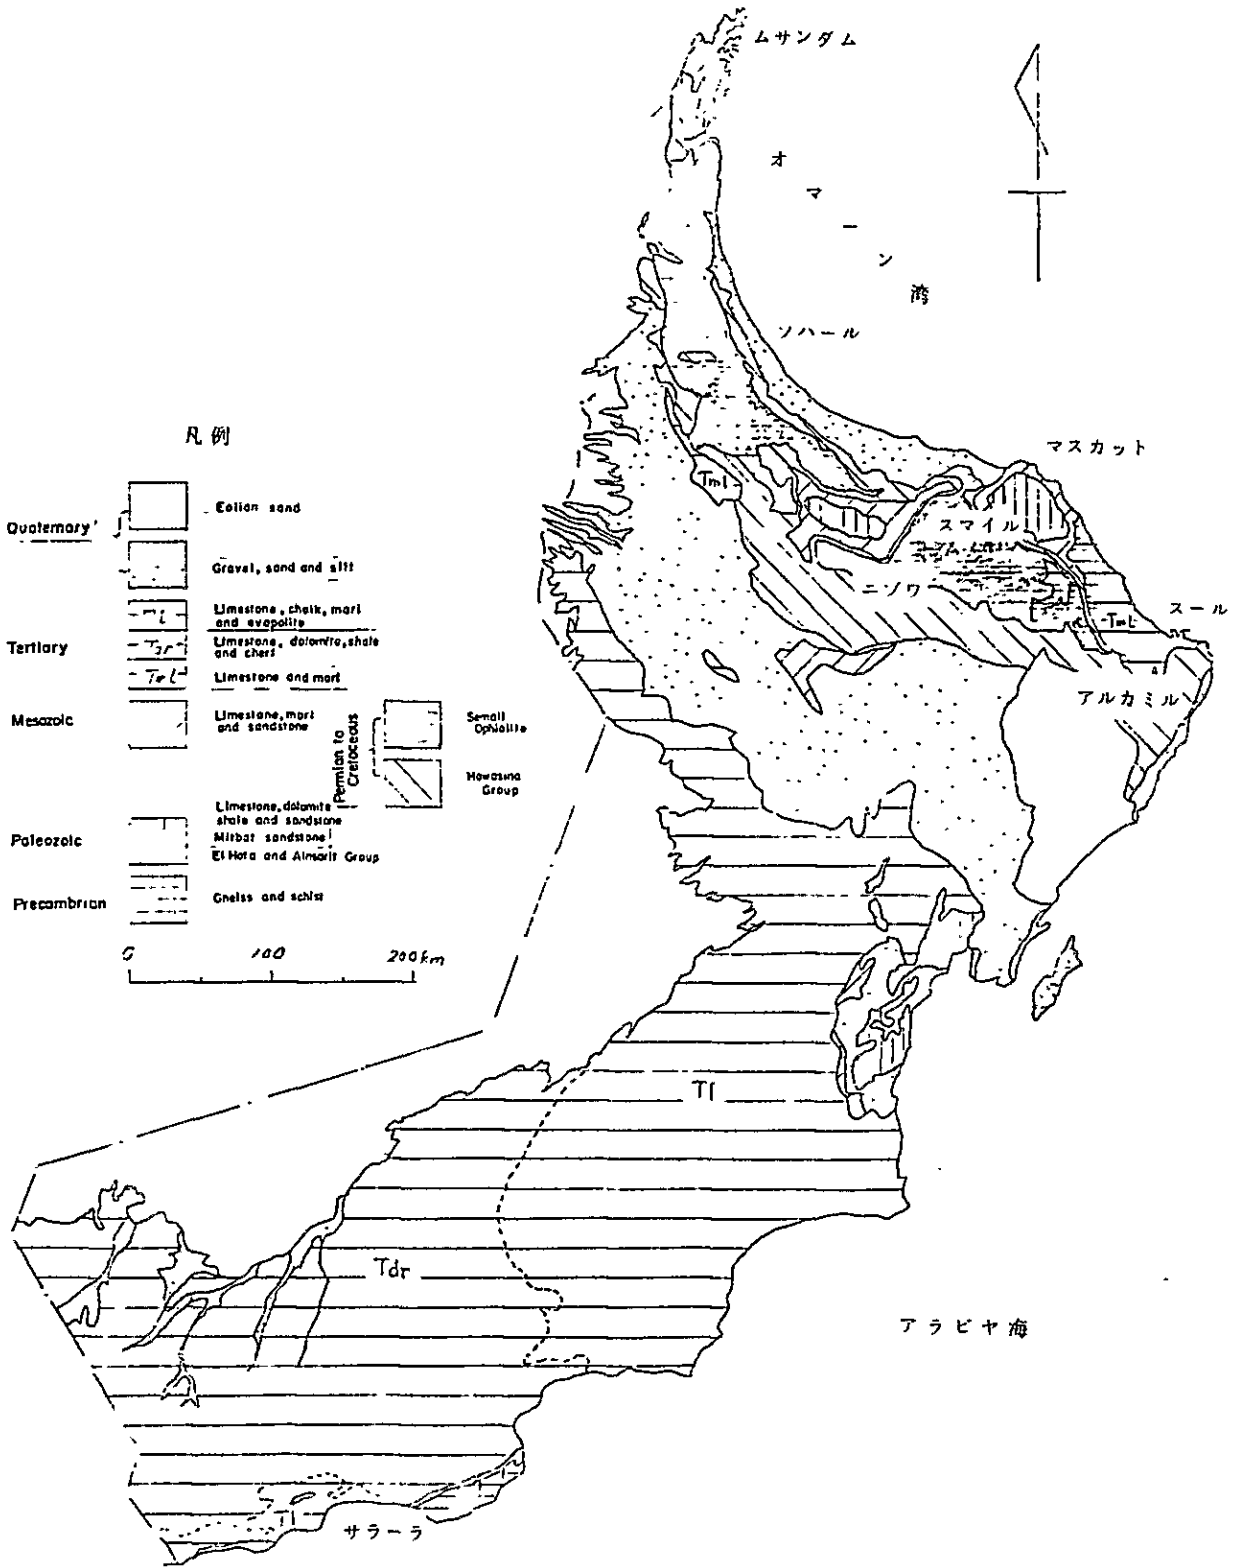 ムサンダム
オマーン湾
ソハール
マスカット
Tml
スマイル
ニゾワ
Tml
スール
アルカミル
凡例
Quaternary
Eolian sand
Gravel, sand and silt
Tertiary
Limestone, chalk, marl
and evapolite
Limestone, dolomite, shale
and chert
Tml
Limestone and marl
Mesozoic
Limestone, marl
and sandstone
Permian to
Cretaceous
Semail
Ophiolite
Hawasina
Group
Paleozoic
Limestone, dolomite
shale and sandstone
Mirbat sandstone
El Hota and Almarit Group
Precambrian
Gneiss and schist
0 100 200km
Tl
Tdr
アラビヤ海
サラーラ